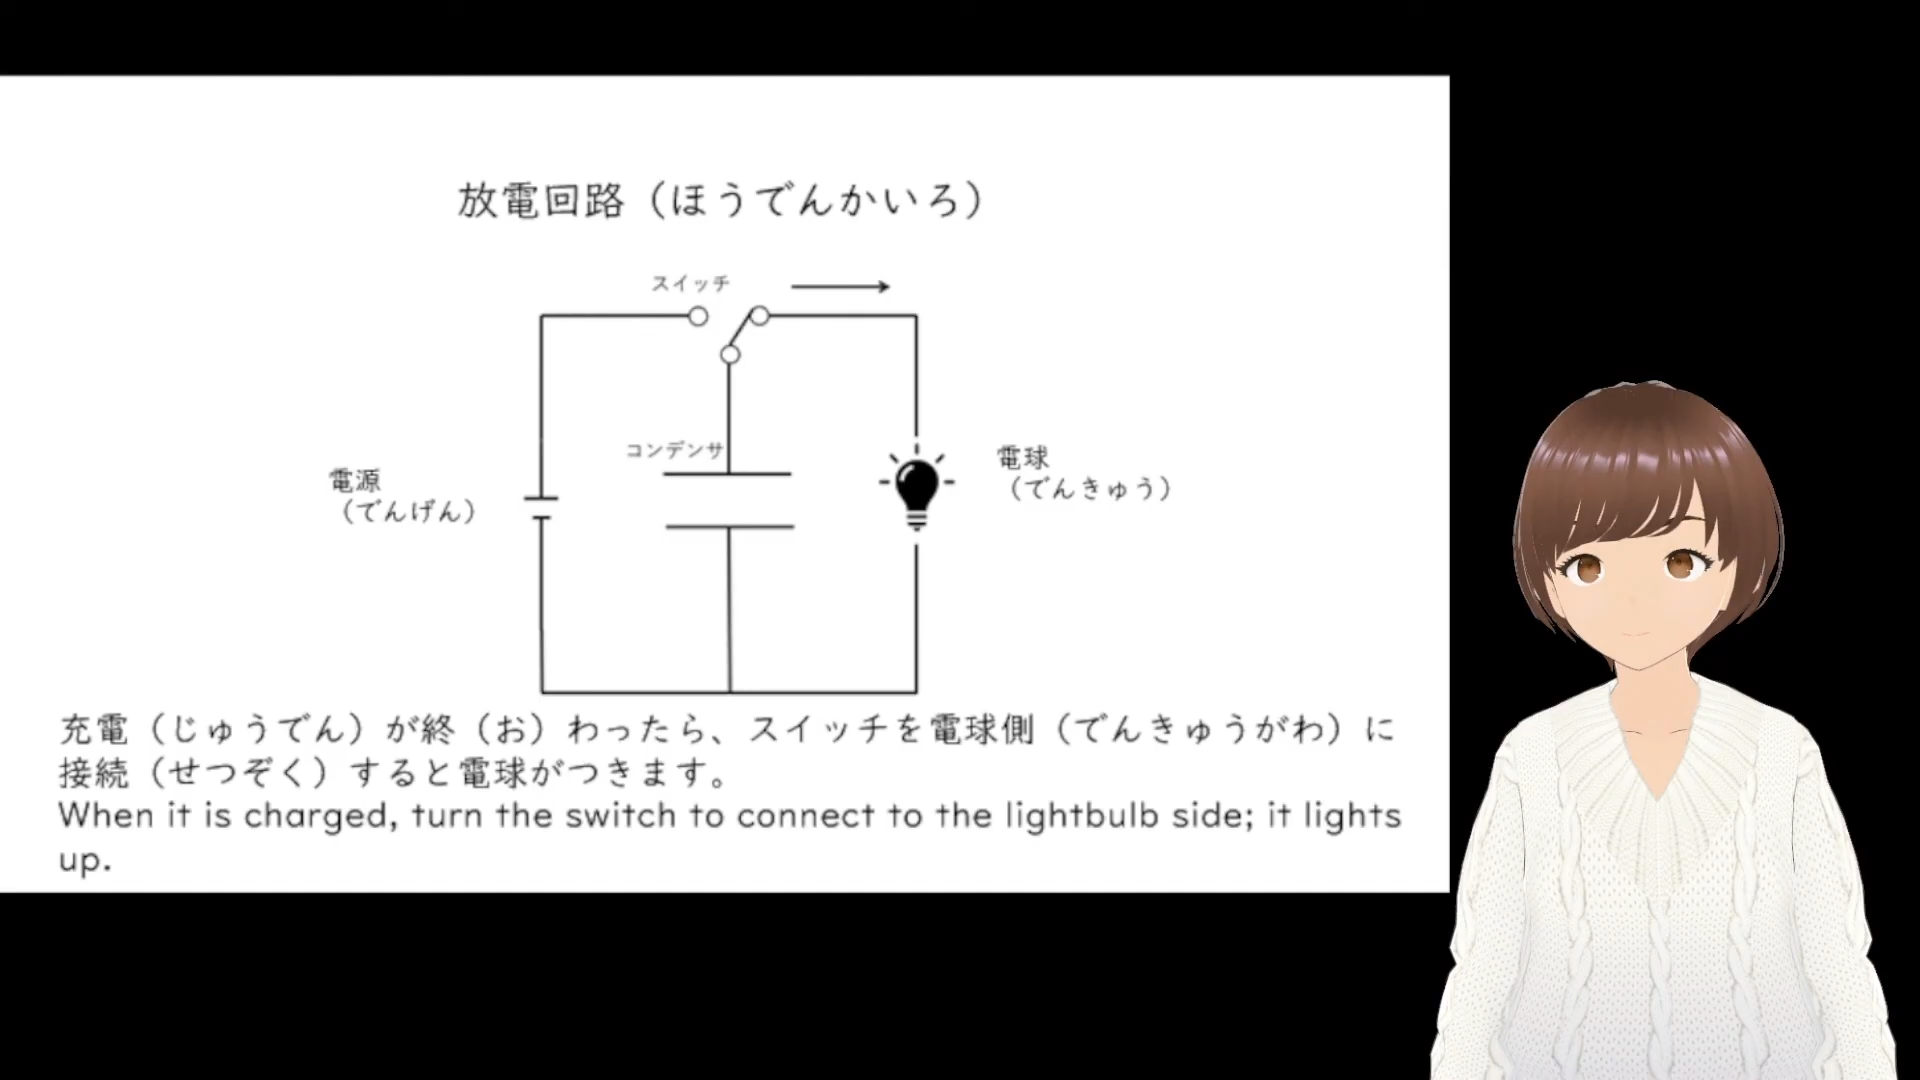 放電回路（ほうでんかいろ）
スイッチ
コンデンサ
電源
（でんげん）
電球
（でんきゅう）
充電（じゅうでん）が終（お）わったら、スイッチを電球側（でんきゅうがわ）に
接続（せつぞく）すると電球がつきます。
When it is charged, turn the switch to connect to the lightbulb side; it lights
up.